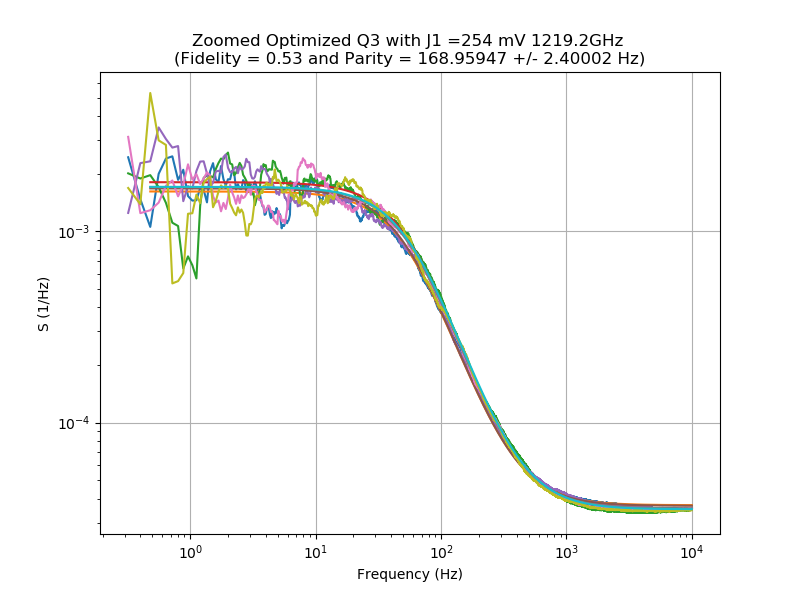 Zoomed Optimized Q3 with J1 =254 mV 1219.2GHz
(Fidelity = 0.53 and Parity = 168.95947 +/- 2.40002 Hz)
S (1/Hz)
10⁻³
10⁻⁴
10⁰ 10¹ 10² 10³ 10⁴
Frequency (Hz)